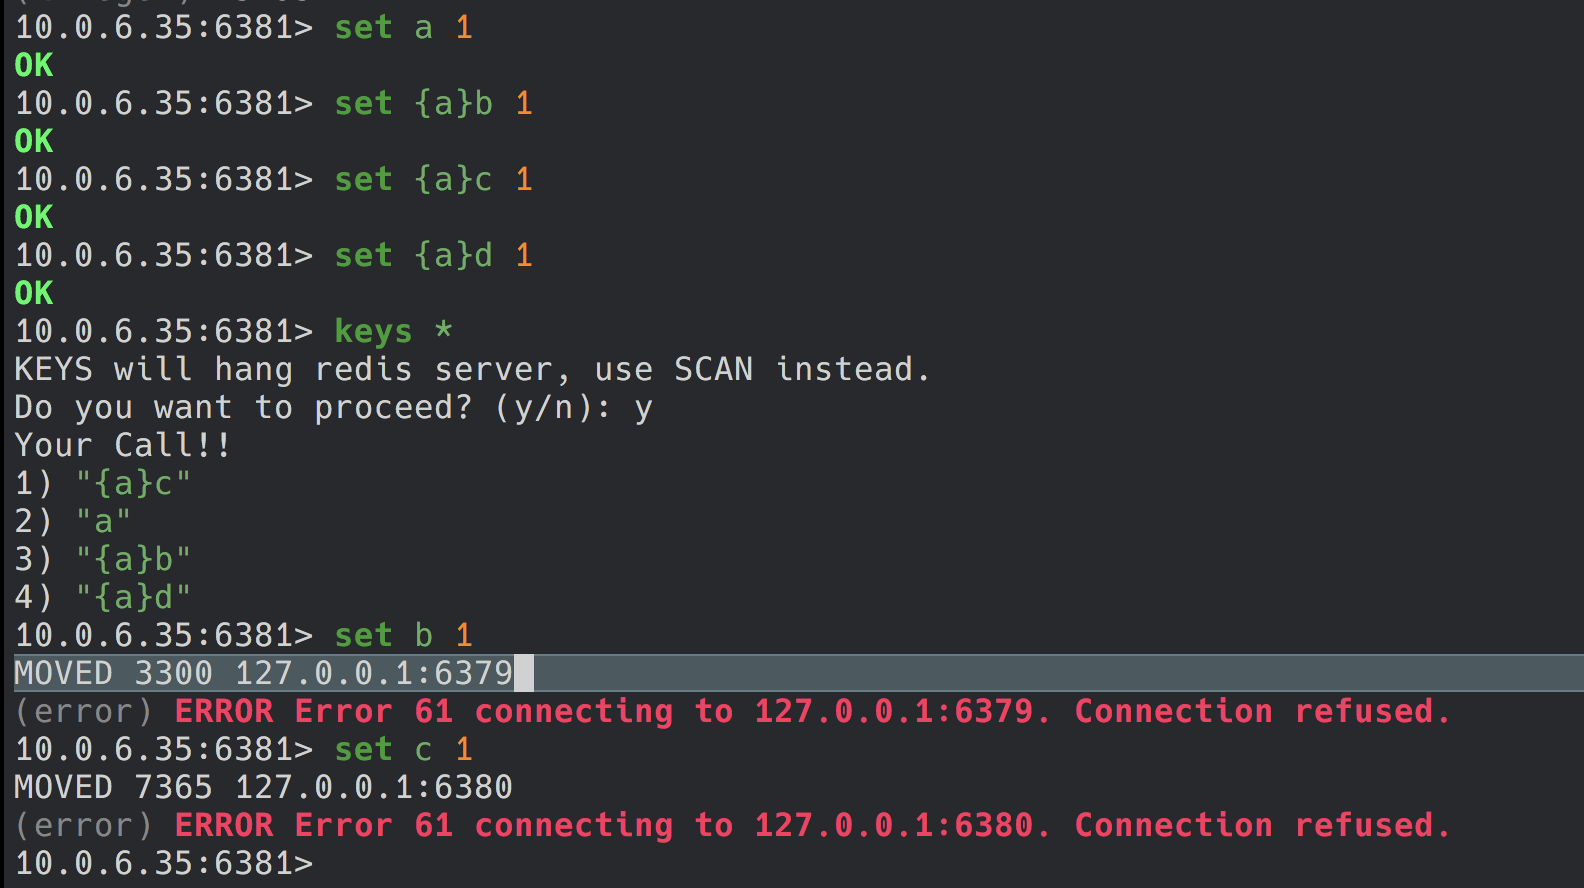 10.0.6.35:6381> set a 1
OK
10.0.6.35:6381> set {a}b 1
OK
10.0.6.35:6381> set {a}c 1
OK
10.0.6.35:6381> set {a}d 1
OK
10.0.6.35:6381> keys *
KEYS will hang redis server, use SCAN instead.
Do you want to proceed? (y/n): y
Your Call!!
1) "{a}c"
2) "a"
3) "{a}b"
4) "{a}d"
10.0.6.35:6381> set b 1
MOVED 3300 127.0.0.1:6379
(error) ERROR Error 61 connecting to 127.0.0.1:6379. Connection refused.
10.0.6.35:6381> set c 1
MOVED 7365 127.0.0.1:6380
(error) ERROR Error 61 connecting to 127.0.0.1:6380. Connection refused.
10.0.6.35:6381>